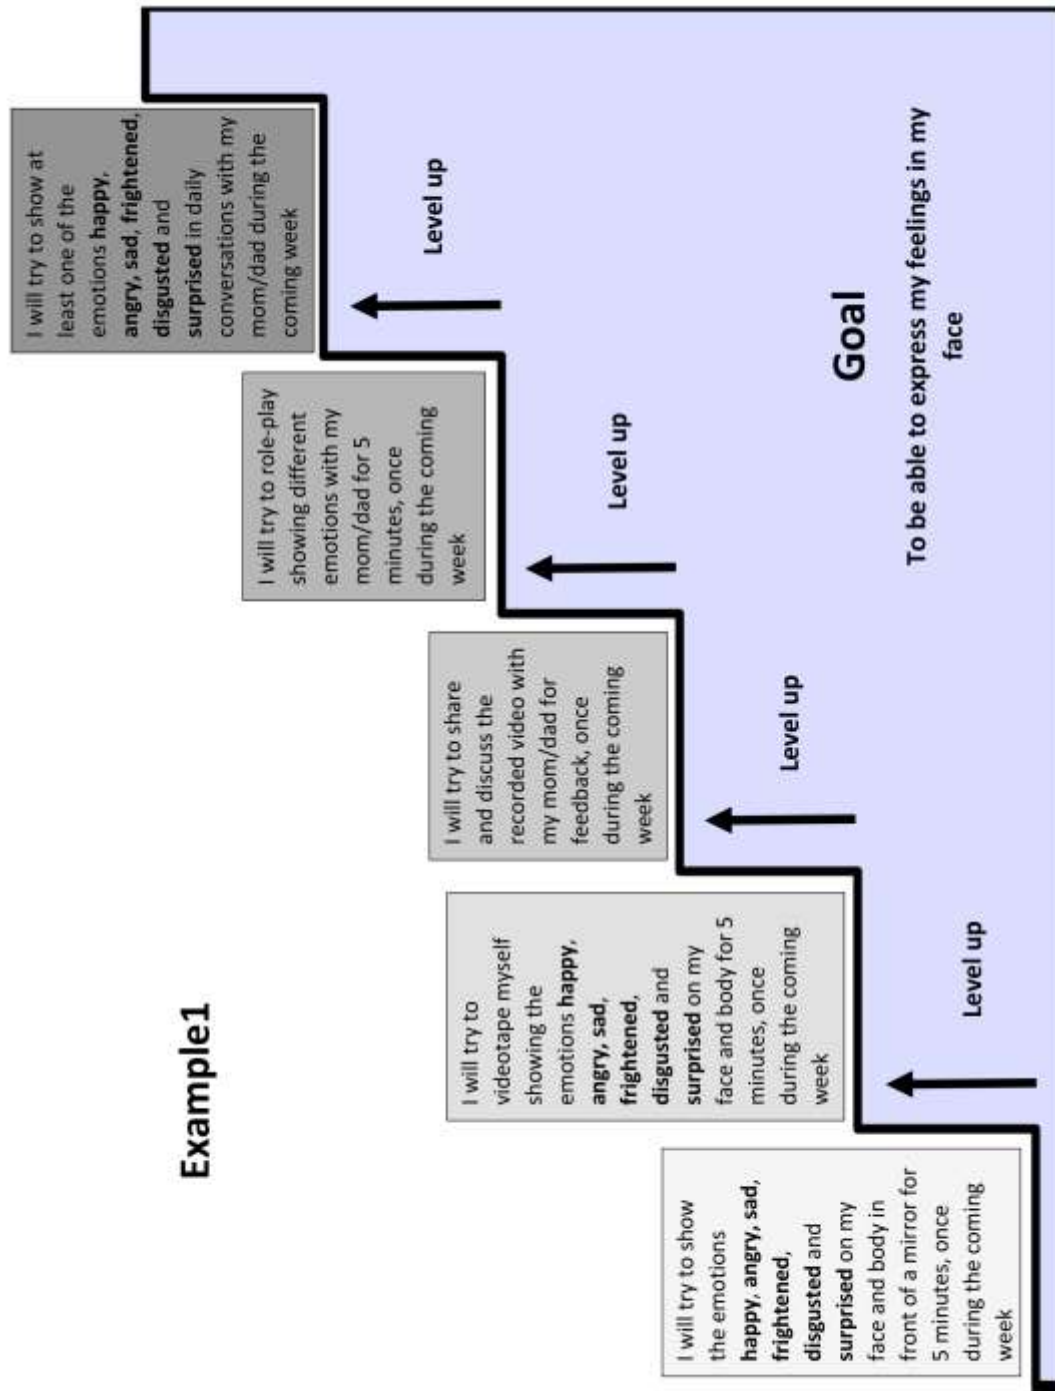 Example1
I will try to show
the emotions
happy, angry, sad,
frightened,
disgusted and
surprised on my
face and body in
front of a mirror for
5 minutes, once
during the coming
week
Level up
I will try to
videotape myself
showing the
emotions happy,
angry, sad,
frightened,
disgusted and
surprised on my
face and body for 5
minutes, once
during the coming
week
Level up
I will try to share
and discuss the
recorded video with
my mom/dad for
feedback, once
during the coming
week
Level up
I will try to role-play
showing different
emotions with my
mom/dad for 5
minutes, once
during the coming
week
Level up
I will try to show at
least one of the
emotions happy,
angry, sad, frightened,
disgusted and
surprised in daily
conversations with my
mom/dad during the
coming week
Goal
To be able to express my feelings in my
face